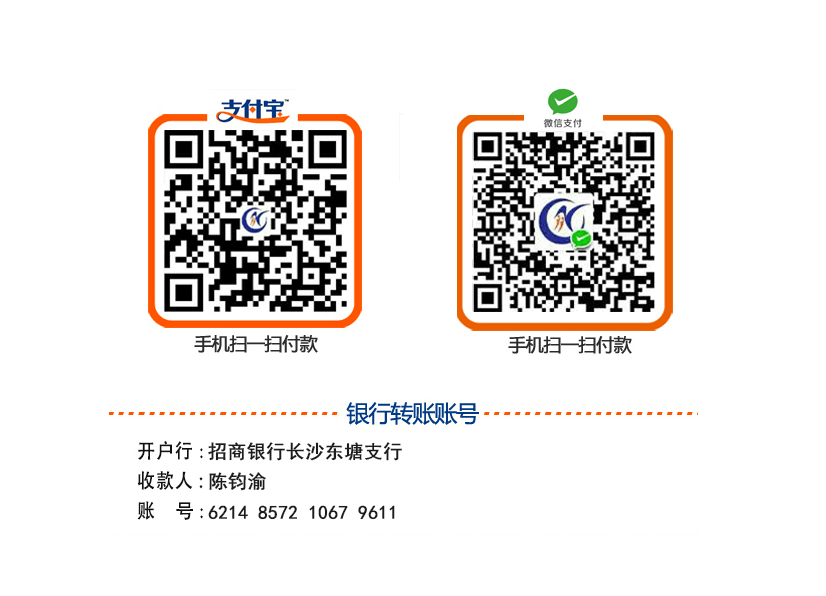 支付宝™
微信支付
手机扫一扫付款
手机扫一扫付款
银行转账账号
开户行：招商银行长沙东塘支行
收款人：陈钧渝
账 号：6214 8572 1067 9611